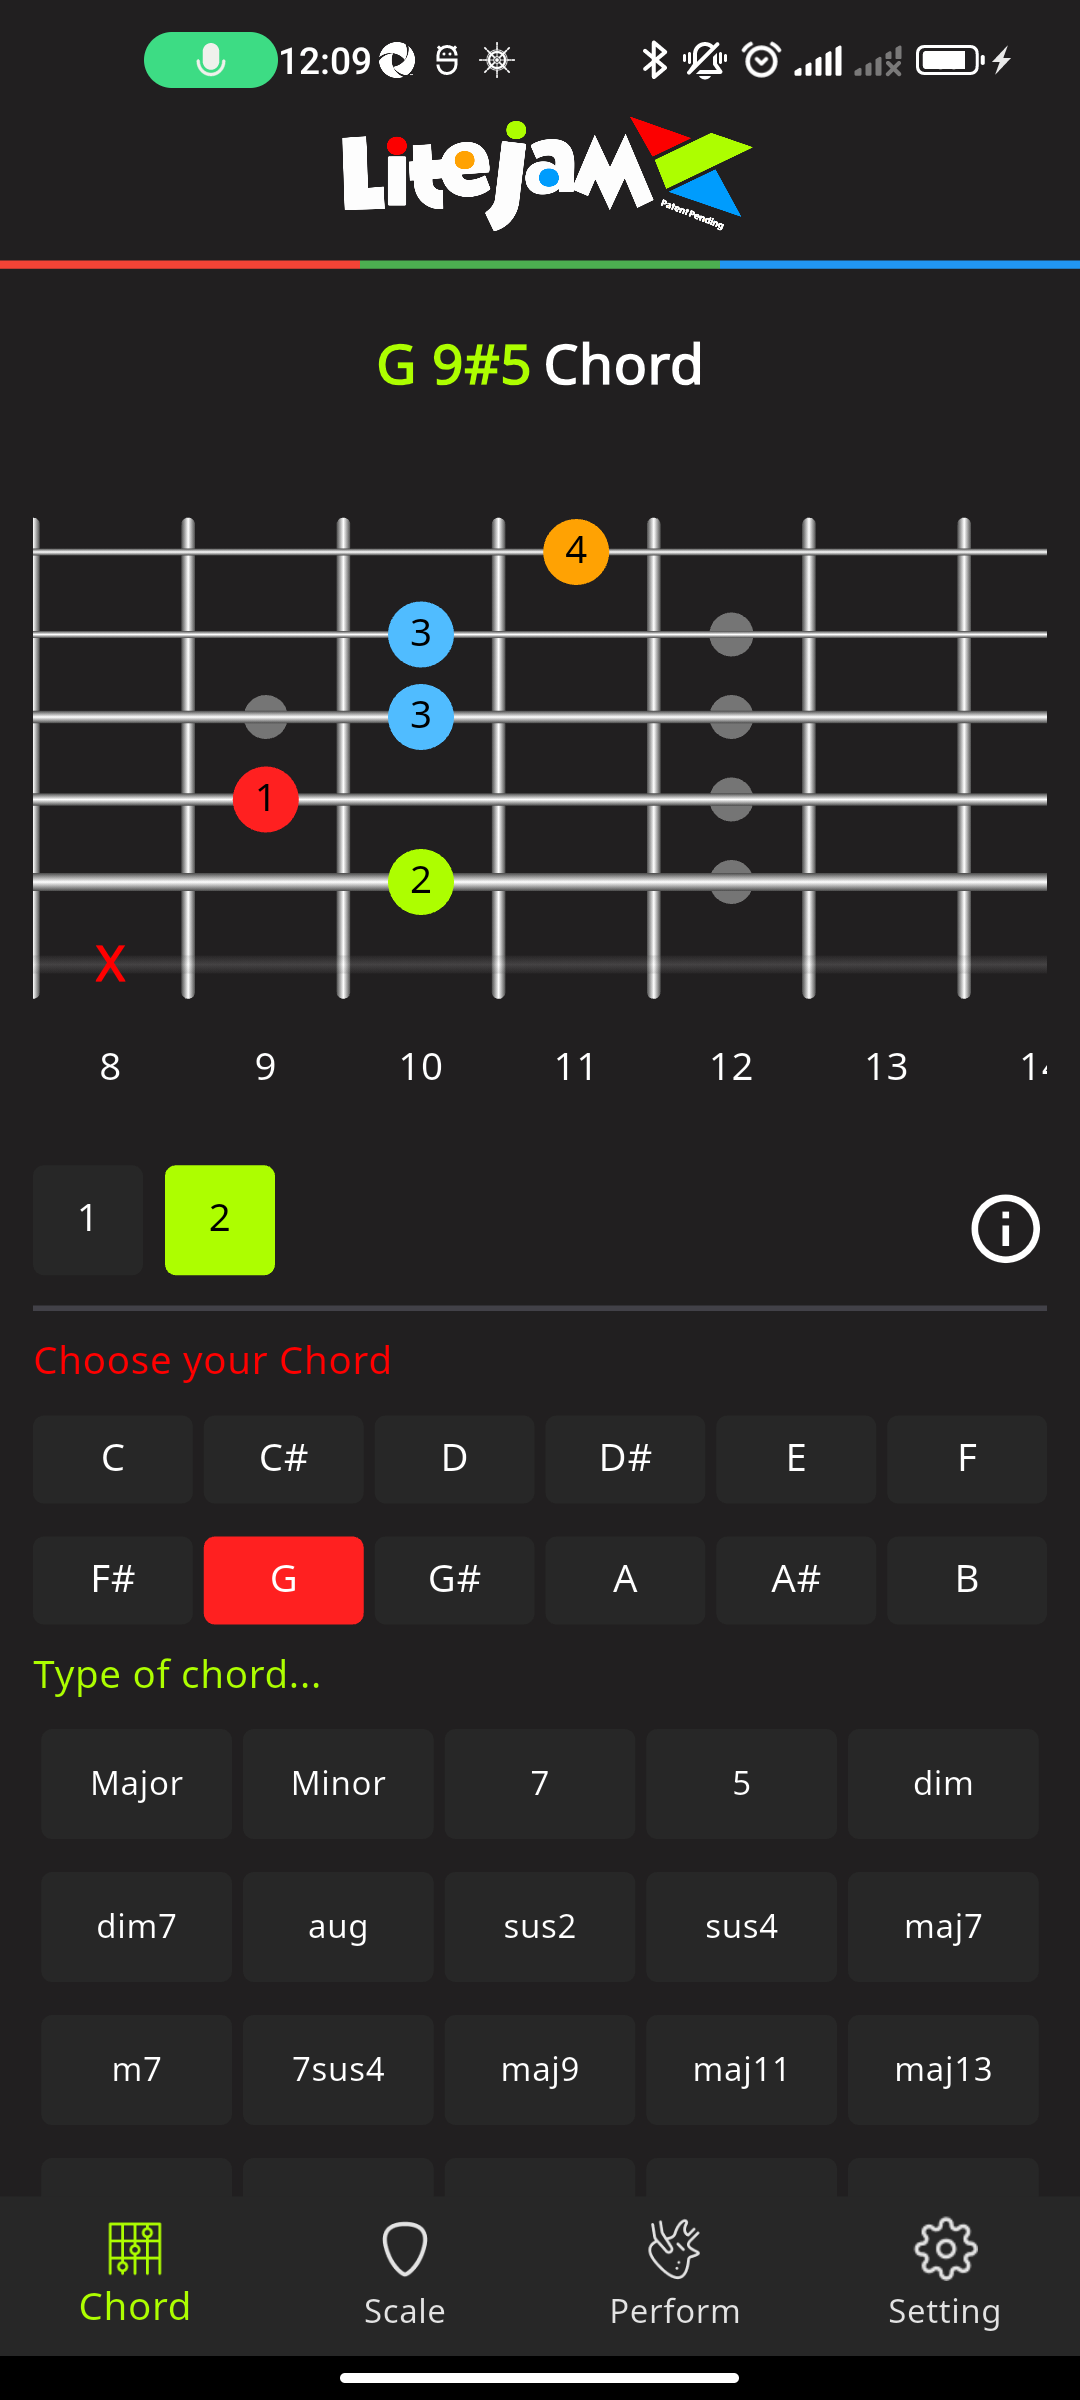 12:09
Litejam
Patent Pending
G 9#5 Chord
4
3
3
1
2
X
8 9 10 11 12 13
1 2
Choose your Chord
C C# D D# E F
F# G G# A A# B
Type of chord...
Major Minor 7 5 dim
dim7 aug sus2 sus4 maj7
m7 7sus4 maj9 maj11 maj13
Chord Scale Perform Setting